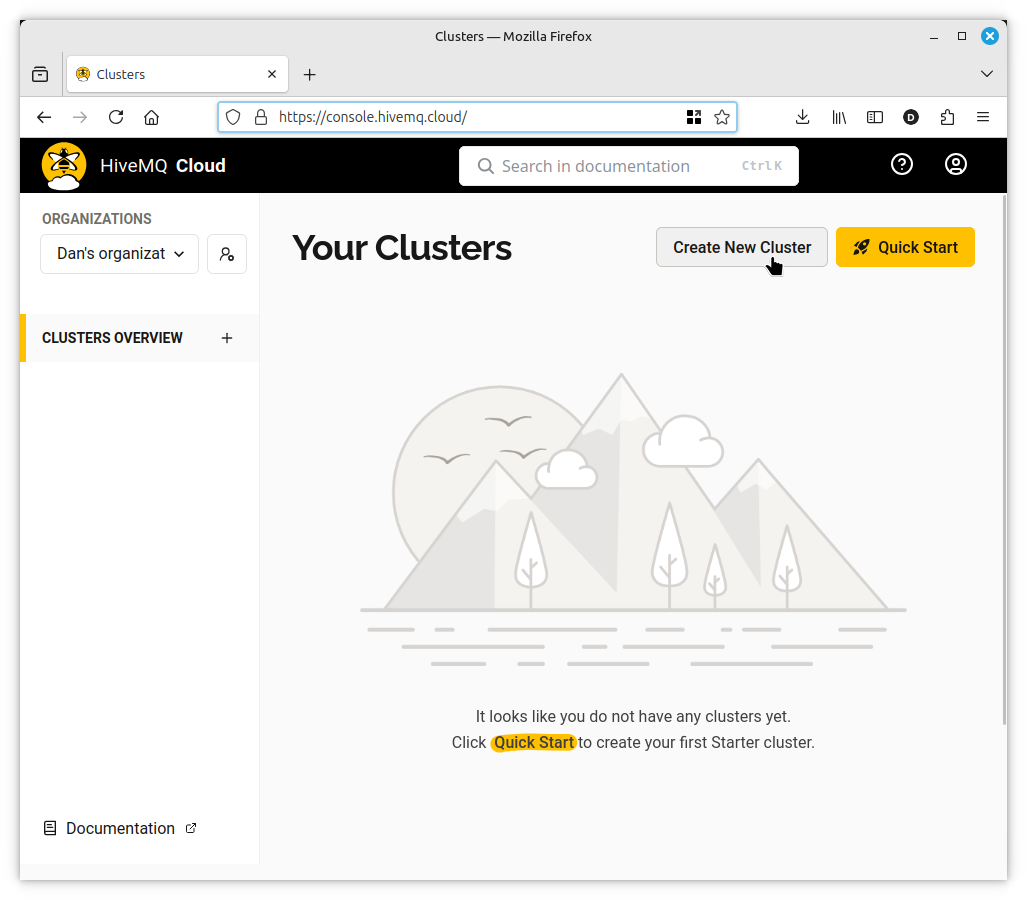 Clusters — Mozilla Firefox
Clusters
https://console.hivemq.cloud/
D
HiveMQ Cloud
Search in documentation Ctrl K
ORGANIZATIONS
Dan's organizat
Your Clusters
Create New Cluster
Quick Start
CLUSTERS OVERVIEW
It looks like you do not have any clusters yet.
Click Quick Start to create your first Starter cluster.
Documentation